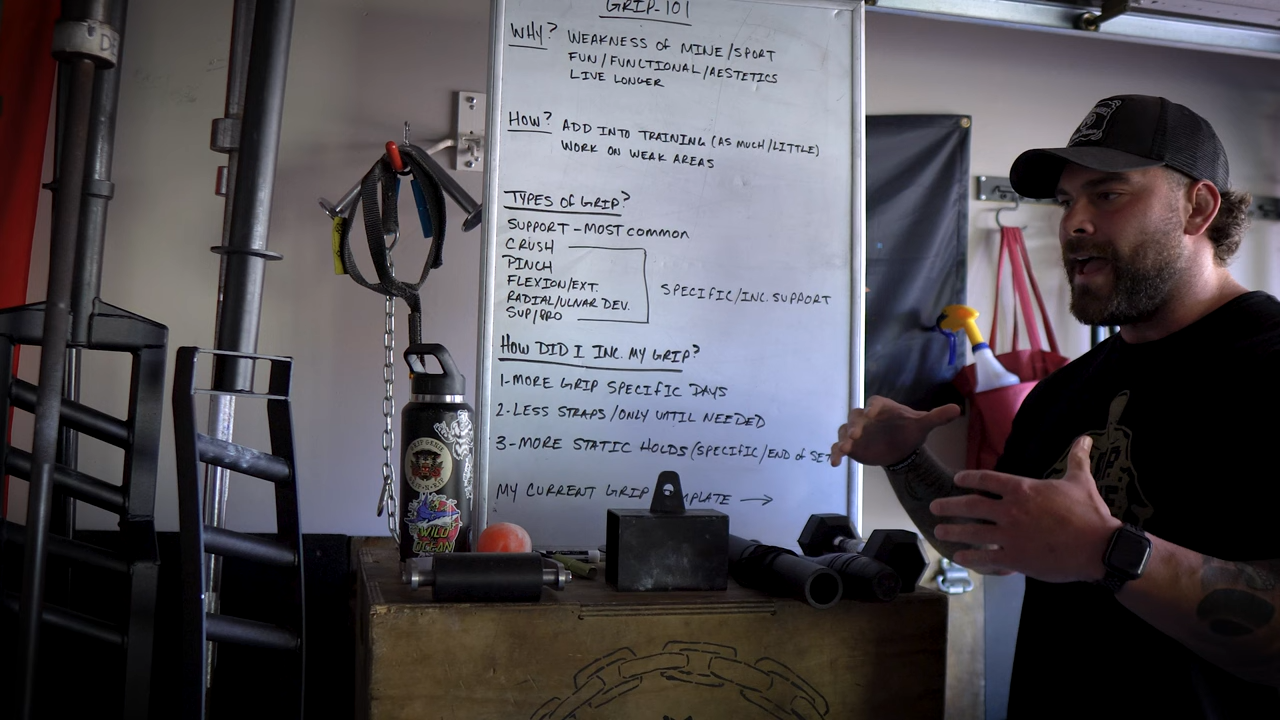 GRIP-101
WHY? WEAKNESS OF MINE/SPORT
FUN/FUNCTIONAL/AESTETICS
LIVE LONGER
HOW? ADD INTO TRAINING (AS MUCH/LITTLE)
WORK ON WEAK AREAS
TYPES OF GRIP?
SUPPORT - MOST COMMON
CRUSH
PINCH
FLEXION/EXT.
RADIAL/ULNAR DEV.
SUP/PRO
SPECIFIC/INC. SUPPORT
HOW DID I INC. MY GRIP?
1-MORE GRIP SPECIFIC DAYS
2-LESS STRAPS/ONLY UNTIL NEEDED
3-MORE STATIC HOLDS (SPECIFIC/END OF SET
MY CURRENT GRIP MPLATE →
WILD
OCEAN